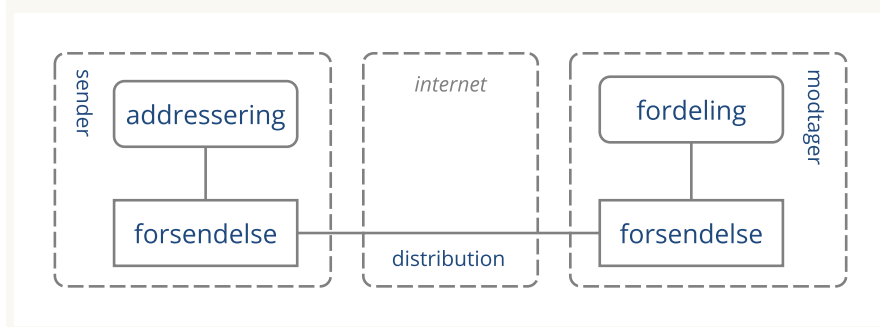 sender
addressering
forsendelse
internet
distribution
fordeling
modtager
forsendelse